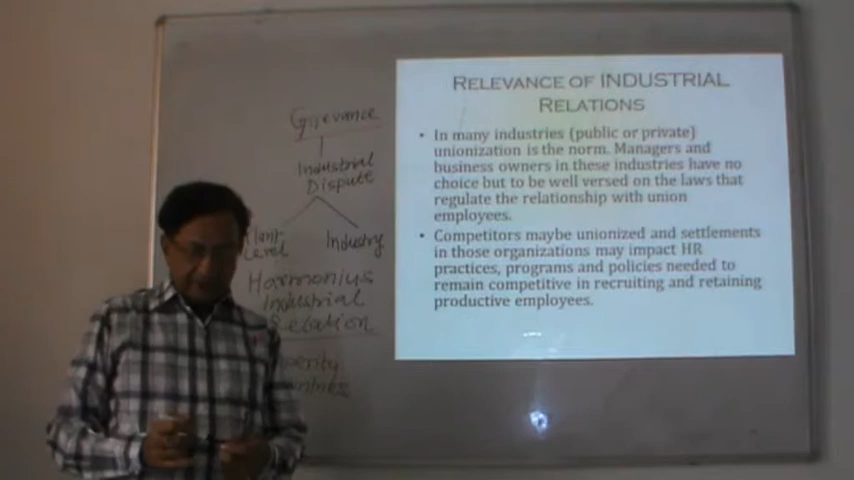 Grievance
Industrial
Dispute
Level
Industry
Harmonius
Industrial
Relation
RELEVANCE OF INDUSTRIAL
RELATIONS
• In many industries (public or private)
unionization is the norm. Managers and
business owners in these industries have no
choice but to be well versed on the laws that
regulate the relationship with union
employees.
• Competitors maybe unionized and settlements
in those organizations may impact HR
practices, programs and policies needed to
remain competitive in recruiting and retaining
productive employees.